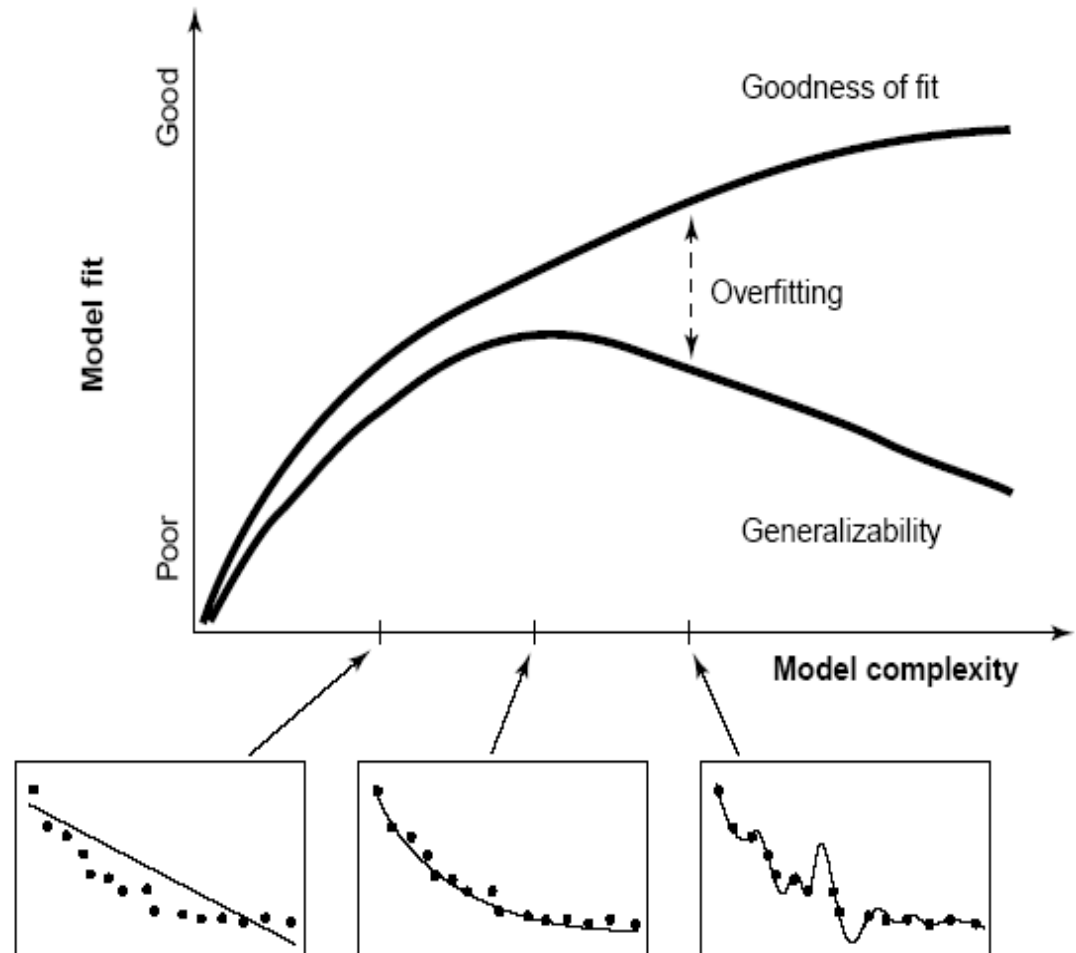 Good
Goodness of fit
Model fit
Overfitting
Poor
Generalizability
Model complexity